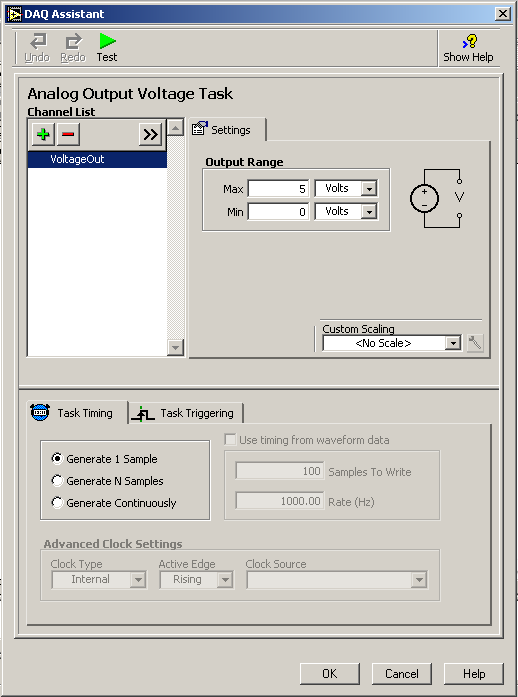 DAQ Assistant
Undo Redo Test Show Help
Analog Output Voltage Task
Channel List
VoltageOut
Settings
Output Range
Max 5 Volts
Min 0 Volts
V
Custom Scaling
<No Scale>
Task Timing Task Triggering
Generate 1 Sample
Generate N Samples
Generate Continuously
Use timing from waveform data
100 Samples To Write
1000.00 Rate (Hz)
Advanced Clock Settings
Clock Type Active Edge Clock Source
Internal Rising
OK Cancel Help